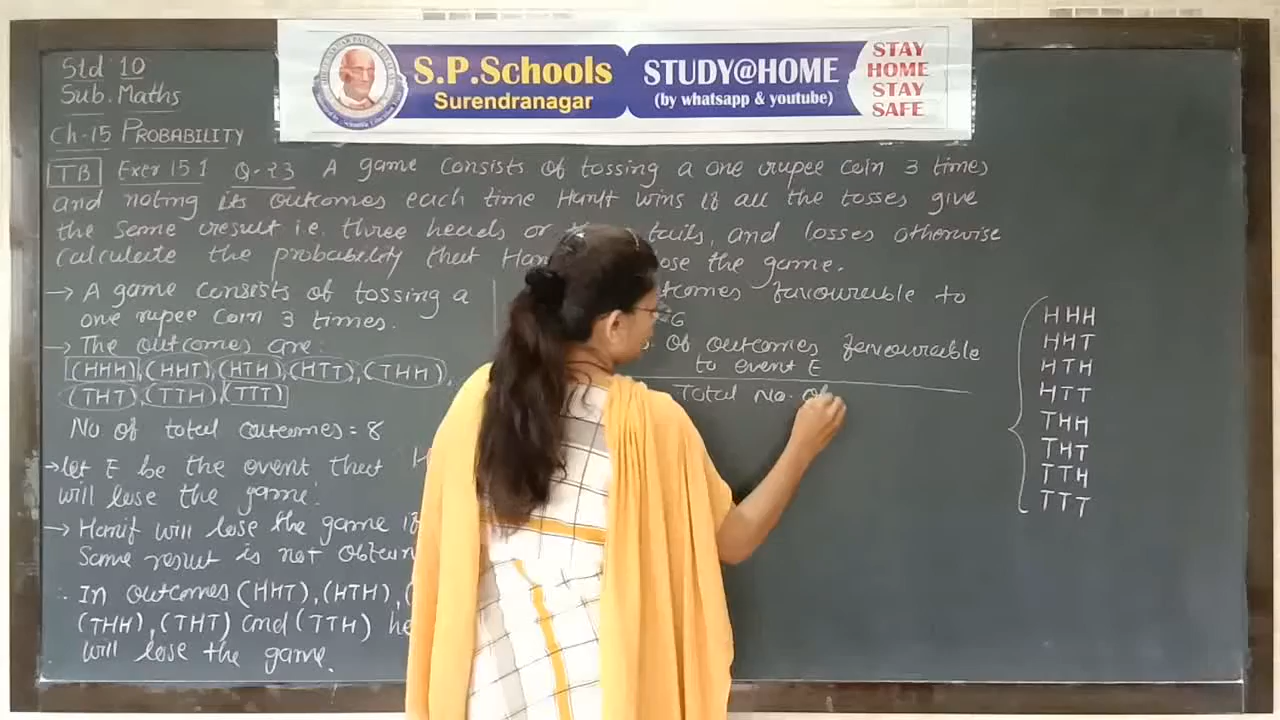 S.P.Schools
Surendranagar
STUDY@HOME
(by whatsapp & youtube)
STAY
HOME
STAY
SAFE
Std 10
Sub. Maths
Ch-15 PROBABILITY
TB Exer 15.1 Q-23 A game consists of tossing a one rupee coin 3 times
and noting its outcomes each time Hanif wins if all the tosses give
the same result i.e. three heads or tails, and losses otherwise
calculate the probability that lose the game.
→ A game consists of tossing a
one rupee coin 3 times.
→ The outcomes are:
(HHH), (HHT), (HTH), (HTT), (THH),
(THT), (TTH), (TTT)
No of total outcomes = 8
→ let E be the event that H
will lose the game.
→ Hanif will lose the game if
Same result is not
∴ In outcomes (HHT), (HTH), (
(THH), (THT) and (TTH) he
will lose the game.
favourable to
= 6
of outcomes favourable
to event E
Total No. of
HHH
HHT
HTH
HTT
THH
THT
TTH
TTT